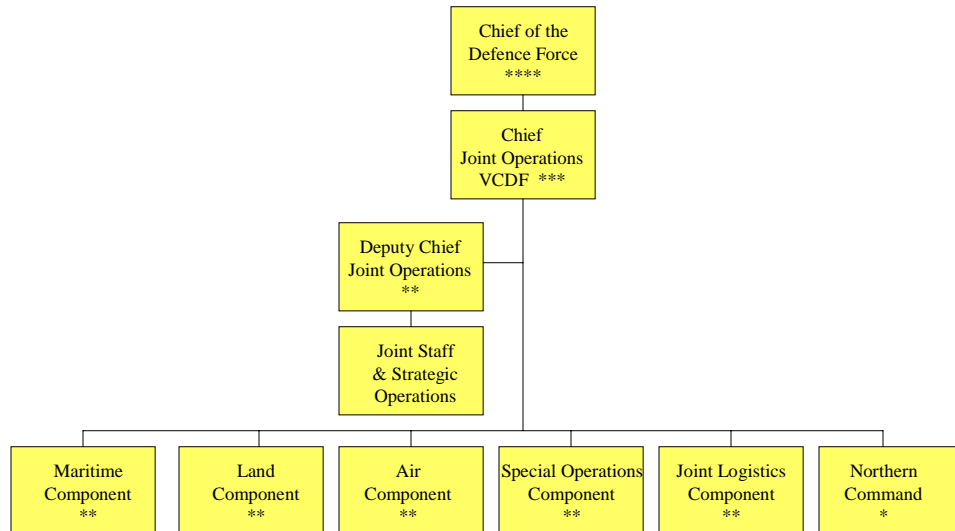 Chief of the
Defence Force
****
Chief
Joint Operations
VCDF ***
Deputy Chief
Joint Operations
**
Joint Staff
& Strategic
Operations
Maritime
Component
**
Land
Component
**
Air
Component
**
Special Operations
Component
**
Joint Logistics
Component
**
Northern
Command
*